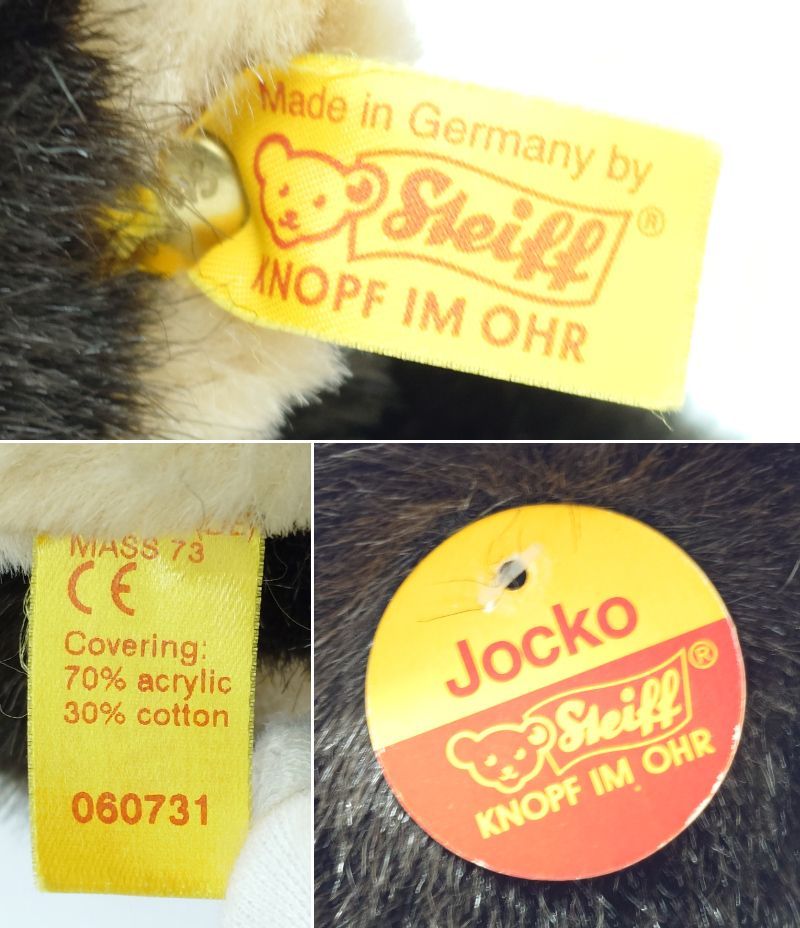 Made in Germany by
Steiff®
KNOPF IM OHR
MASS 73
CE
Covering:
70% acrylic
30% cotton
060731
Jocko
Steiff®
KNOPF IM OHR